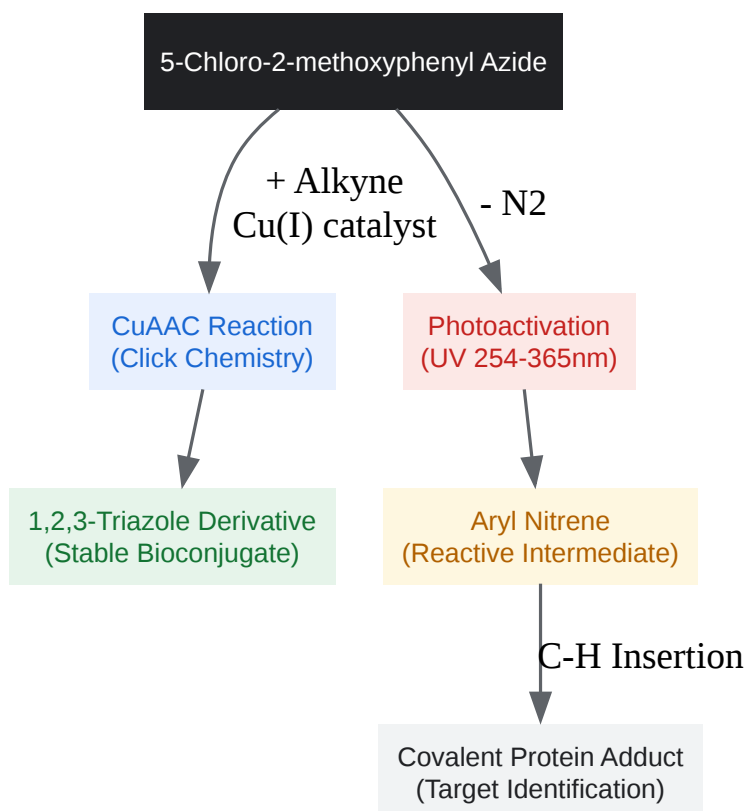 5-Chloro-2-methoxyphenyl Azide
+ Alkyne
Cu(I) catalyst
- N2
CuAAC Reaction
(Click Chemistry)
Photoactivation
(UV 254-365nm)
1,2,3-Triazole Derivative
(Stable Bioconjugate)
Aryl Nitrene
(Reactive Intermediate)
C-H Insertion
Covalent Protein Adduct
(Target Identification)